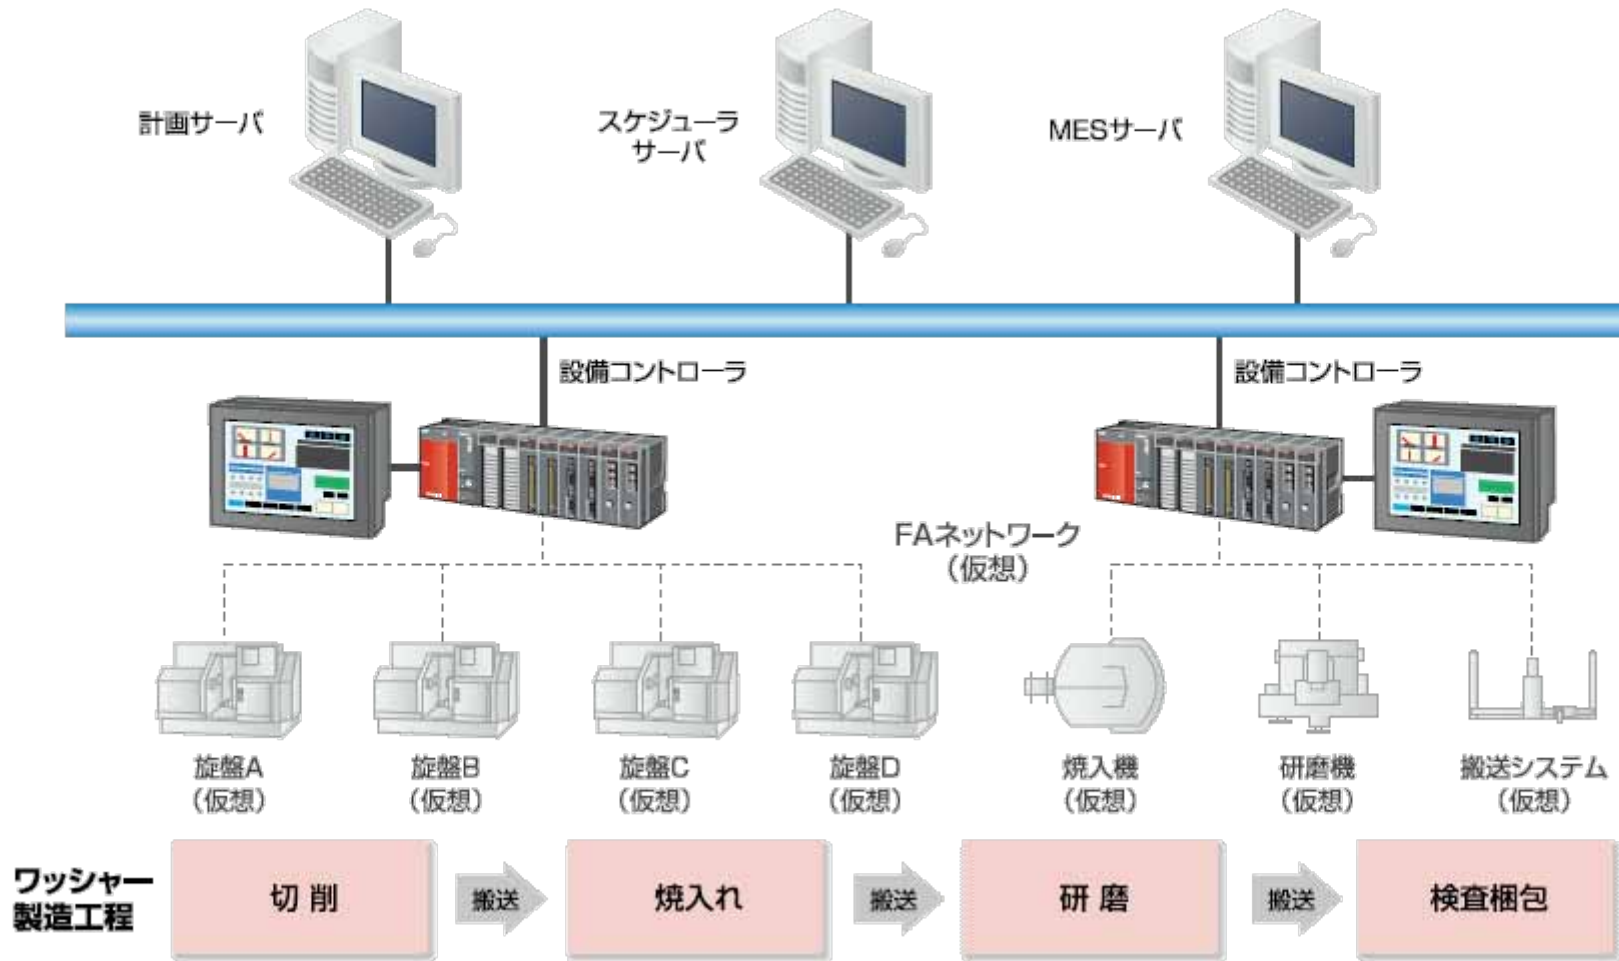 計画サーバ
スケジューラ
サーバ
MESサーバ
設備コントローラ
設備コントローラ
FAネットワーク
（仮想）
旋盤A
（仮想）
旋盤B
（仮想）
旋盤C
（仮想）
旋盤D
（仮想）
焼入機
（仮想）
研磨機
（仮想）
搬送システム
（仮想）
ワッシャー
製造工程
切削
搬送
焼入れ
搬送
研磨
搬送
検査梱包